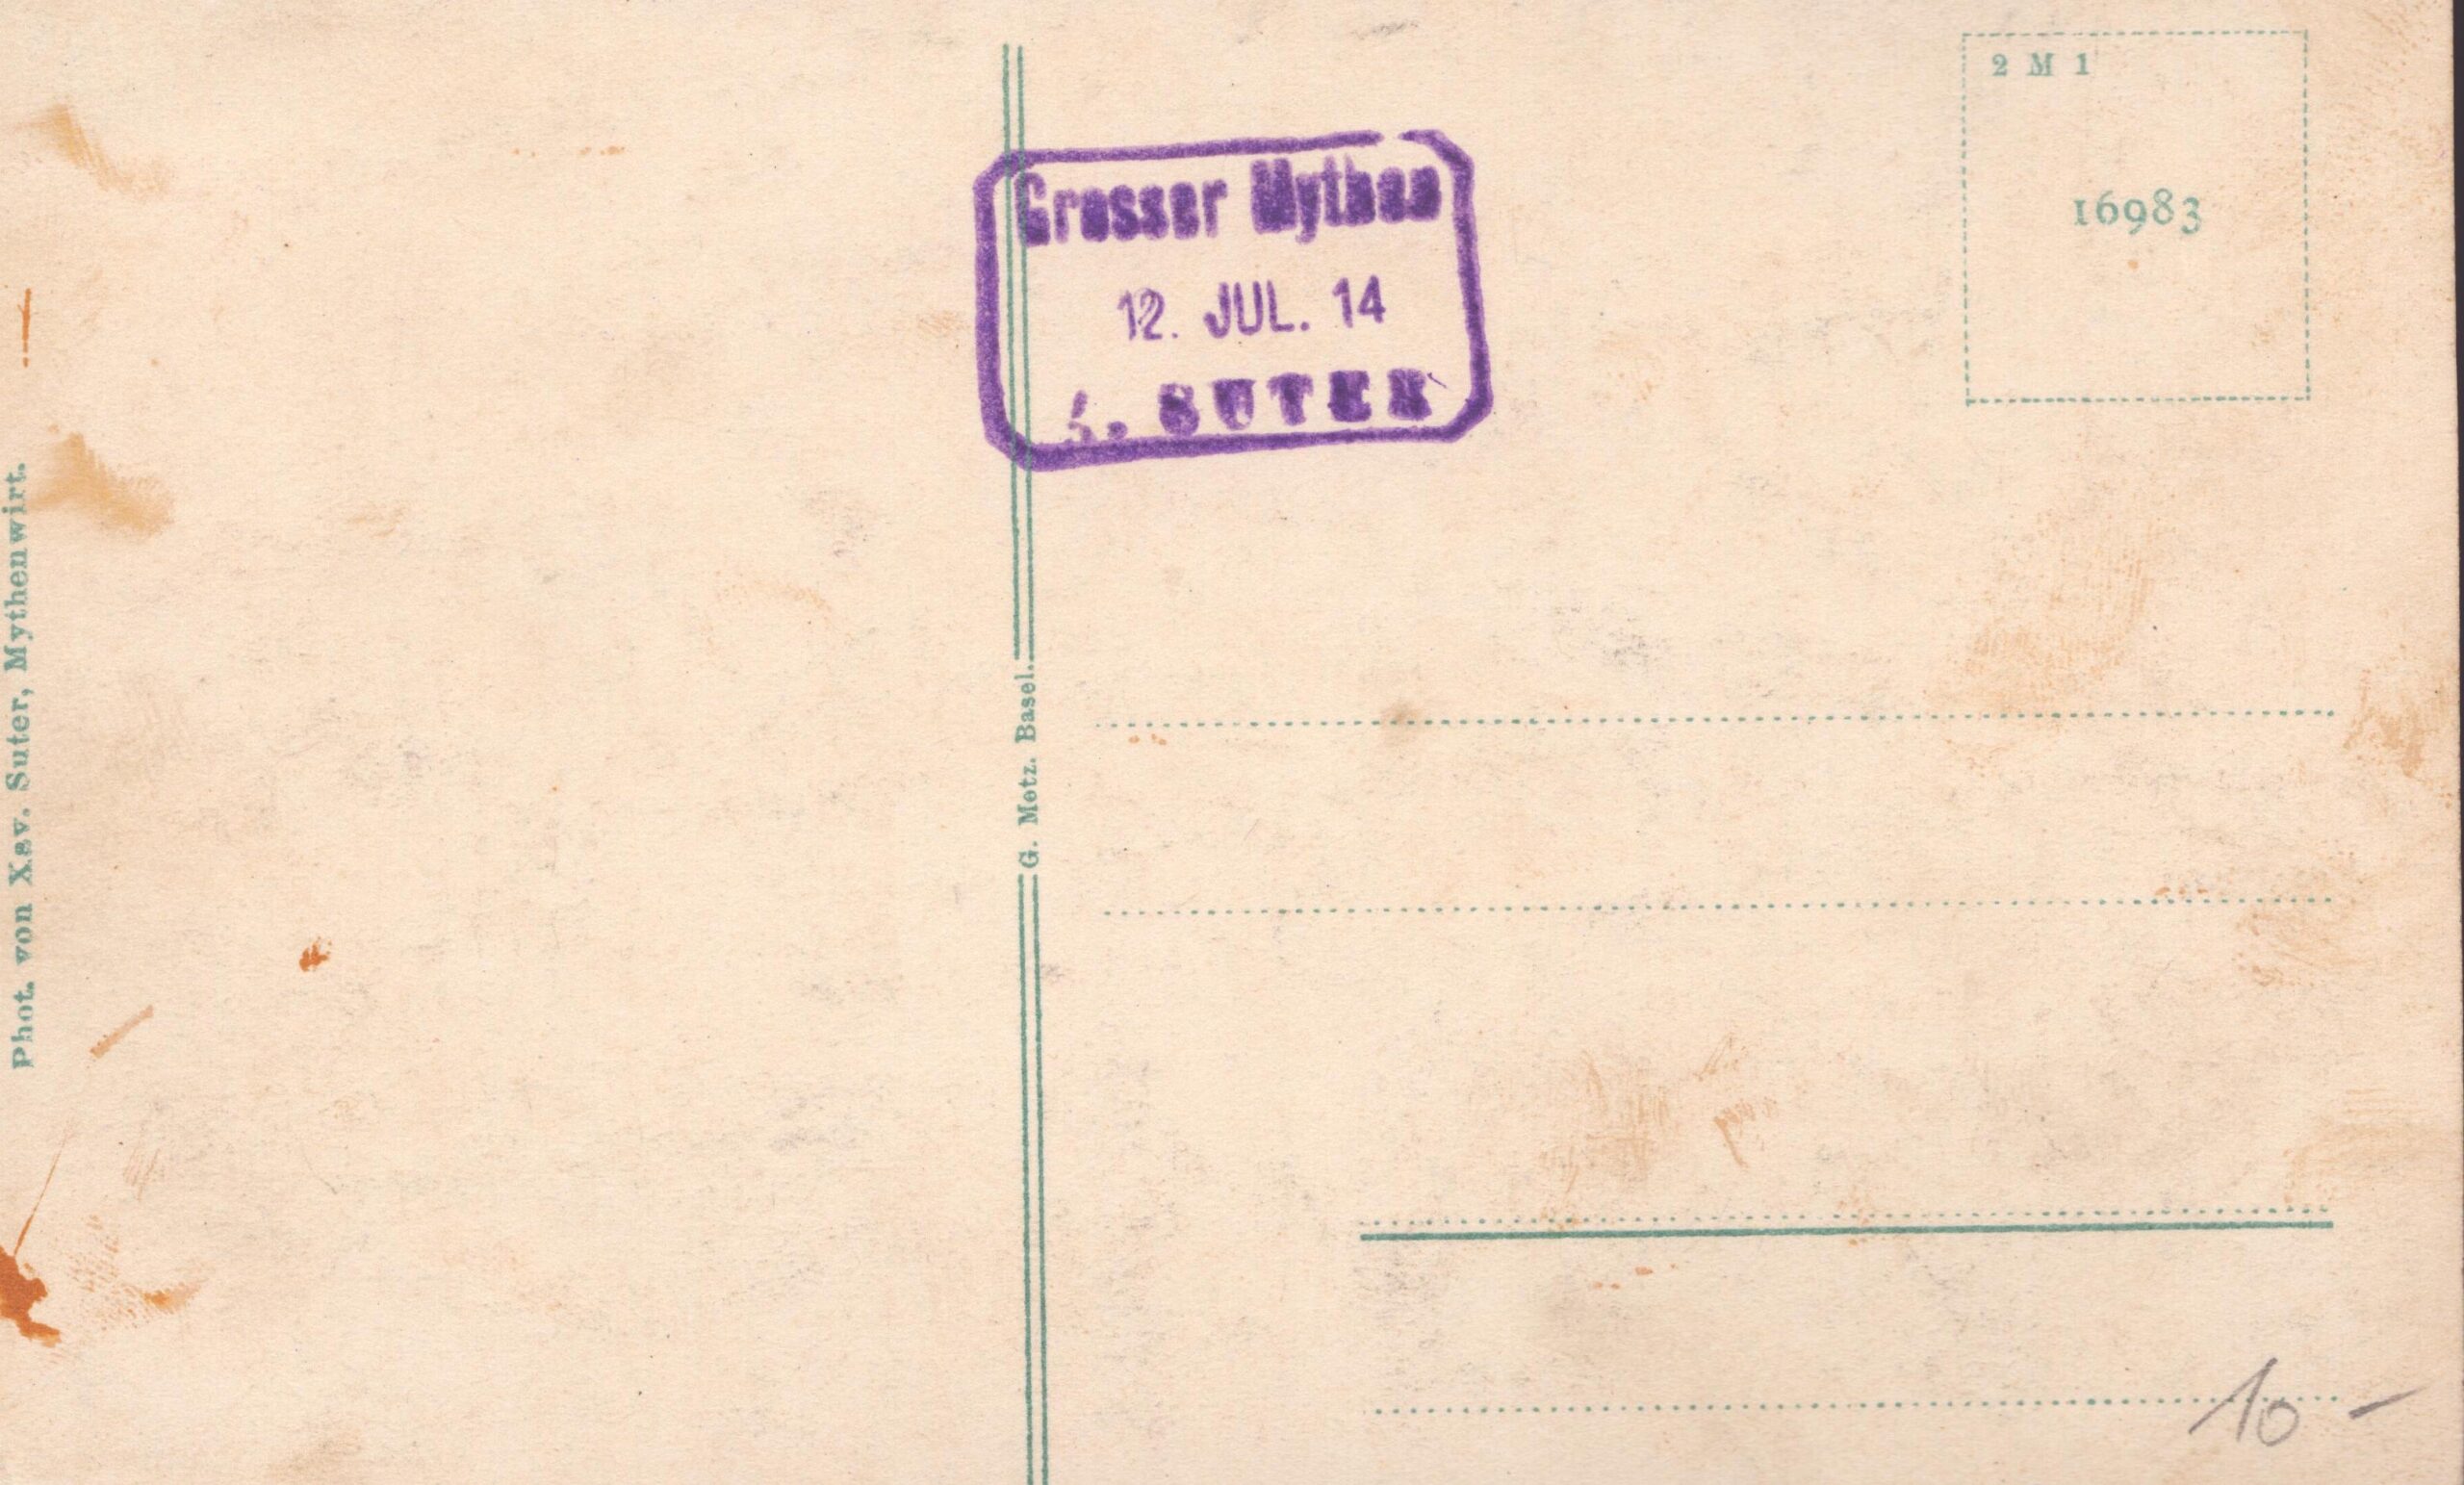 Phot. von Xav. Suter, Mythenwirt.
G. Metz. Basel.
Grosser Mythen
12. JUL. 14
SUTER
2 M 1
16983
10 -